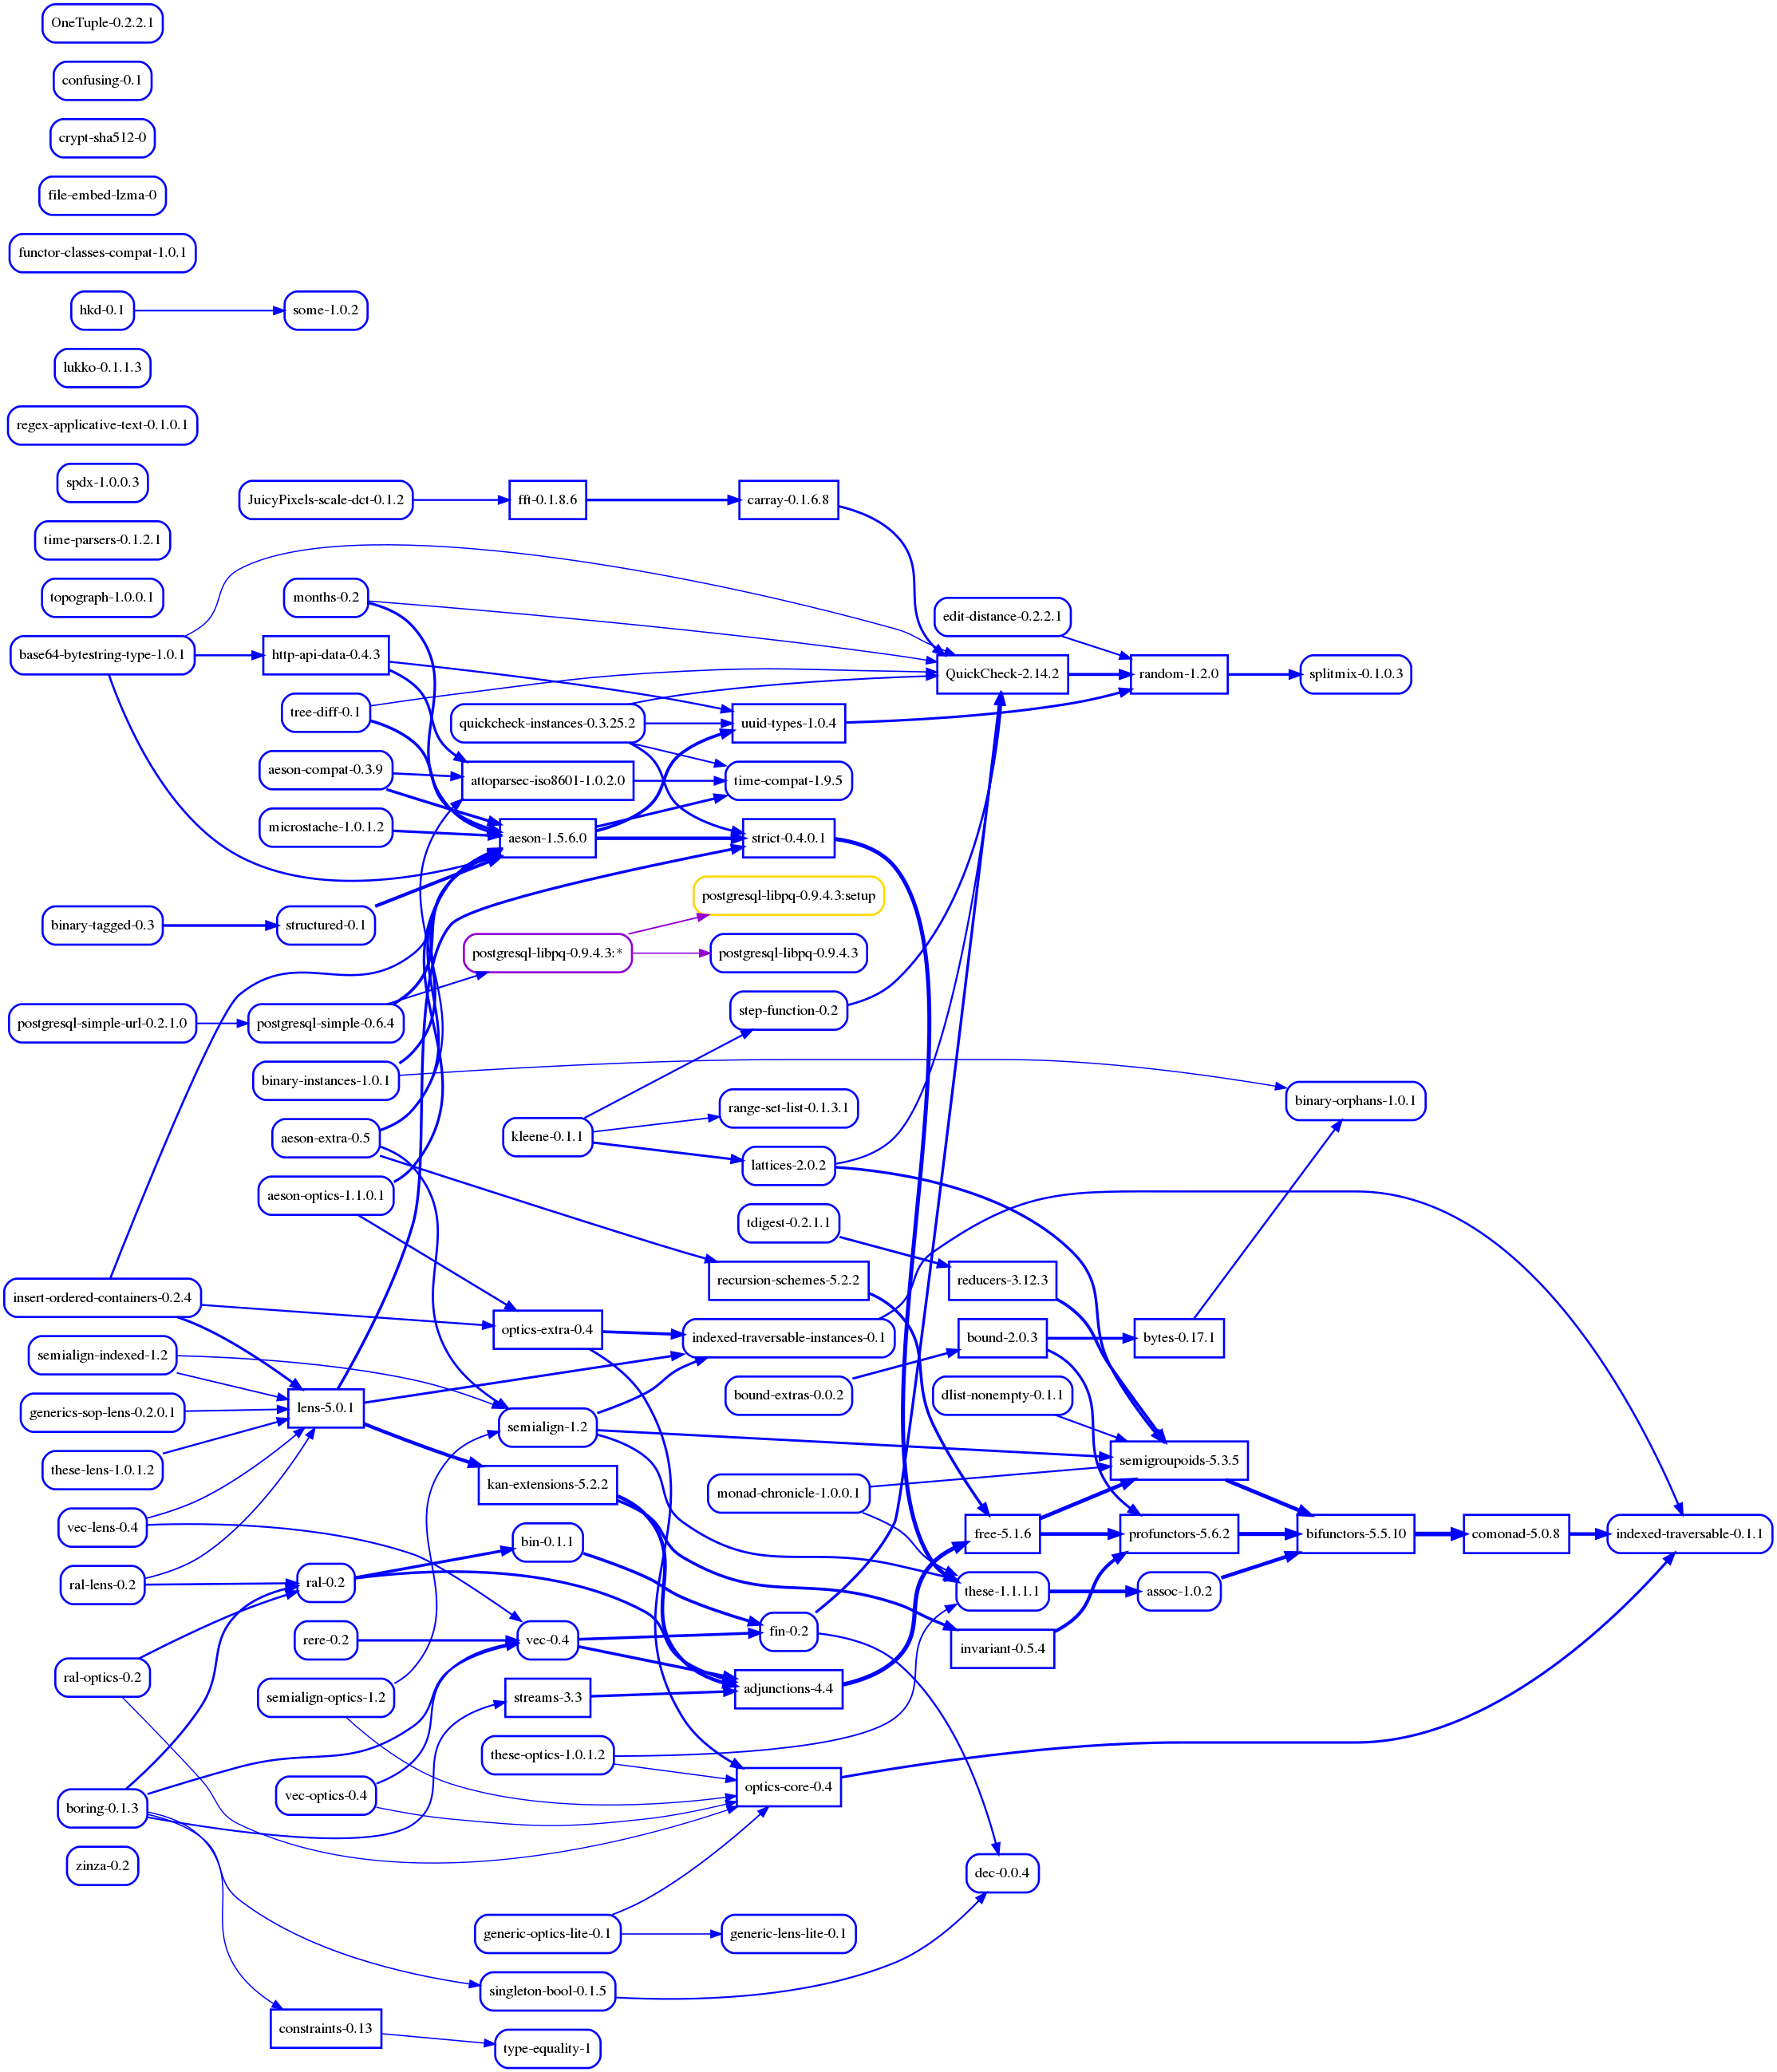 OneTuple-0.2.2.1
confusing-0.1
crypt-sha512-0
file-embed-lzma-0
functor-classes-compat-1.0.1
hkd-0.1
some-1.0.2
lukko-0.1.1.3
regex-applicative-text-0.1.0.1
spdx-1.0.0.3
JuicyPixels-scale-dct-0.1.2
fft-0.1.8.6
carray-0.1.6.8
time-parsers-0.1.2.1
topograph-1.0.0.1
months-0.2
edit-distance-0.2.2.1
base64-bytestring-type-1.0.1
http-api-data-0.4.3
QuickCheck-2.14.2
random-1.2.0
splitmix-0.1.0.3
tree-diff-0.1
quickcheck-instances-0.3.25.2
uuid-types-1.0.4
aeson-compat-0.3.9
attoparsec-iso8601-1.0.2.0
time-compat-1.9.5
microstache-1.0.1.2
aeson-1.5.6.0
strict-0.4.0.1
postgresql-libpq-0.9.4.3:setup
binary-tagged-0.3
structured-0.1
postgresql-libpq-0.9.4.3:*
postgresql-libpq-0.9.4.3
step-function-0.2
postgresql-simple-url-0.2.1.0
postgresql-simple-0.6.4
binary-instances-1.0.1
binary-orphans-1.0.1
range-set-list-0.1.3.1
aeson-extra-0.5
kleene-0.1.1
lattices-2.0.2
aeson-optics-1.1.0.1
tdigest-0.2.1.1
recursion-schemes-5.2.2
reducers-3.12.3
insert-ordered-containers-0.2.4
optics-extra-0.4
indexed-traversable-instances-0.1
bound-2.0.3
bytes-0.17.1
semialign-indexed-1.2
bound-extras-0.0.2
dlist-nonempty-0.1.1
generics-sop-lens-0.2.0.1
lens-5.0.1
semialign-1.2
semigroupoids-5.3.5
these-lens-1.0.1.2
kan-extensions-5.2.2
monad-chronicle-1.0.0.1
vec-lens-0.4
bin-0.1.1
free-5.1.6
profunctors-5.6.2
bifunctors-5.5.10
comonad-5.0.8
indexed-traversable-0.1.1
ral-lens-0.2
ral-0.2
these-1.1.1.1
assoc-1.0.2
rere-0.2
vec-0.4
fin-0.2
invariant-0.5.4
ral-optics-0.2
semialign-optics-1.2
streams-3.3
adjunctions-4.4
these-optics-1.0.1.2
optics-core-0.4
boring-0.1.3
vec-optics-0.4
zinza-0.2
dec-0.0.4
generic-optics-lite-0.1
generic-lens-lite-0.1
singleton-bool-0.1.5
constraints-0.13
type-equality-1